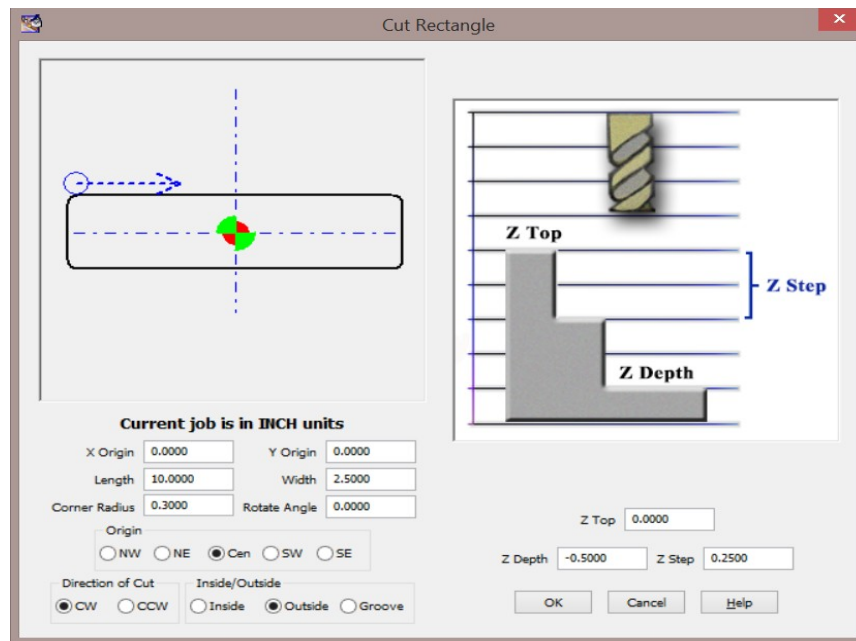 Cut Rectangle
Z Top
Z Step
Z Depth
Current job is in INCH units
X Origin 0.0000 Y Origin 0.0000
Length 10.0000 Width 2.5000
Corner Radius 0.3000 Rotate Angle 0.0000
Origin
NW NE Cen SW SE
Direction of Cut Inside/Outside
CW CCW Inside Outside Groove
Z Top 0.0000
Z Depth -0.5000 Z Step 0.2500
OK Cancel Help